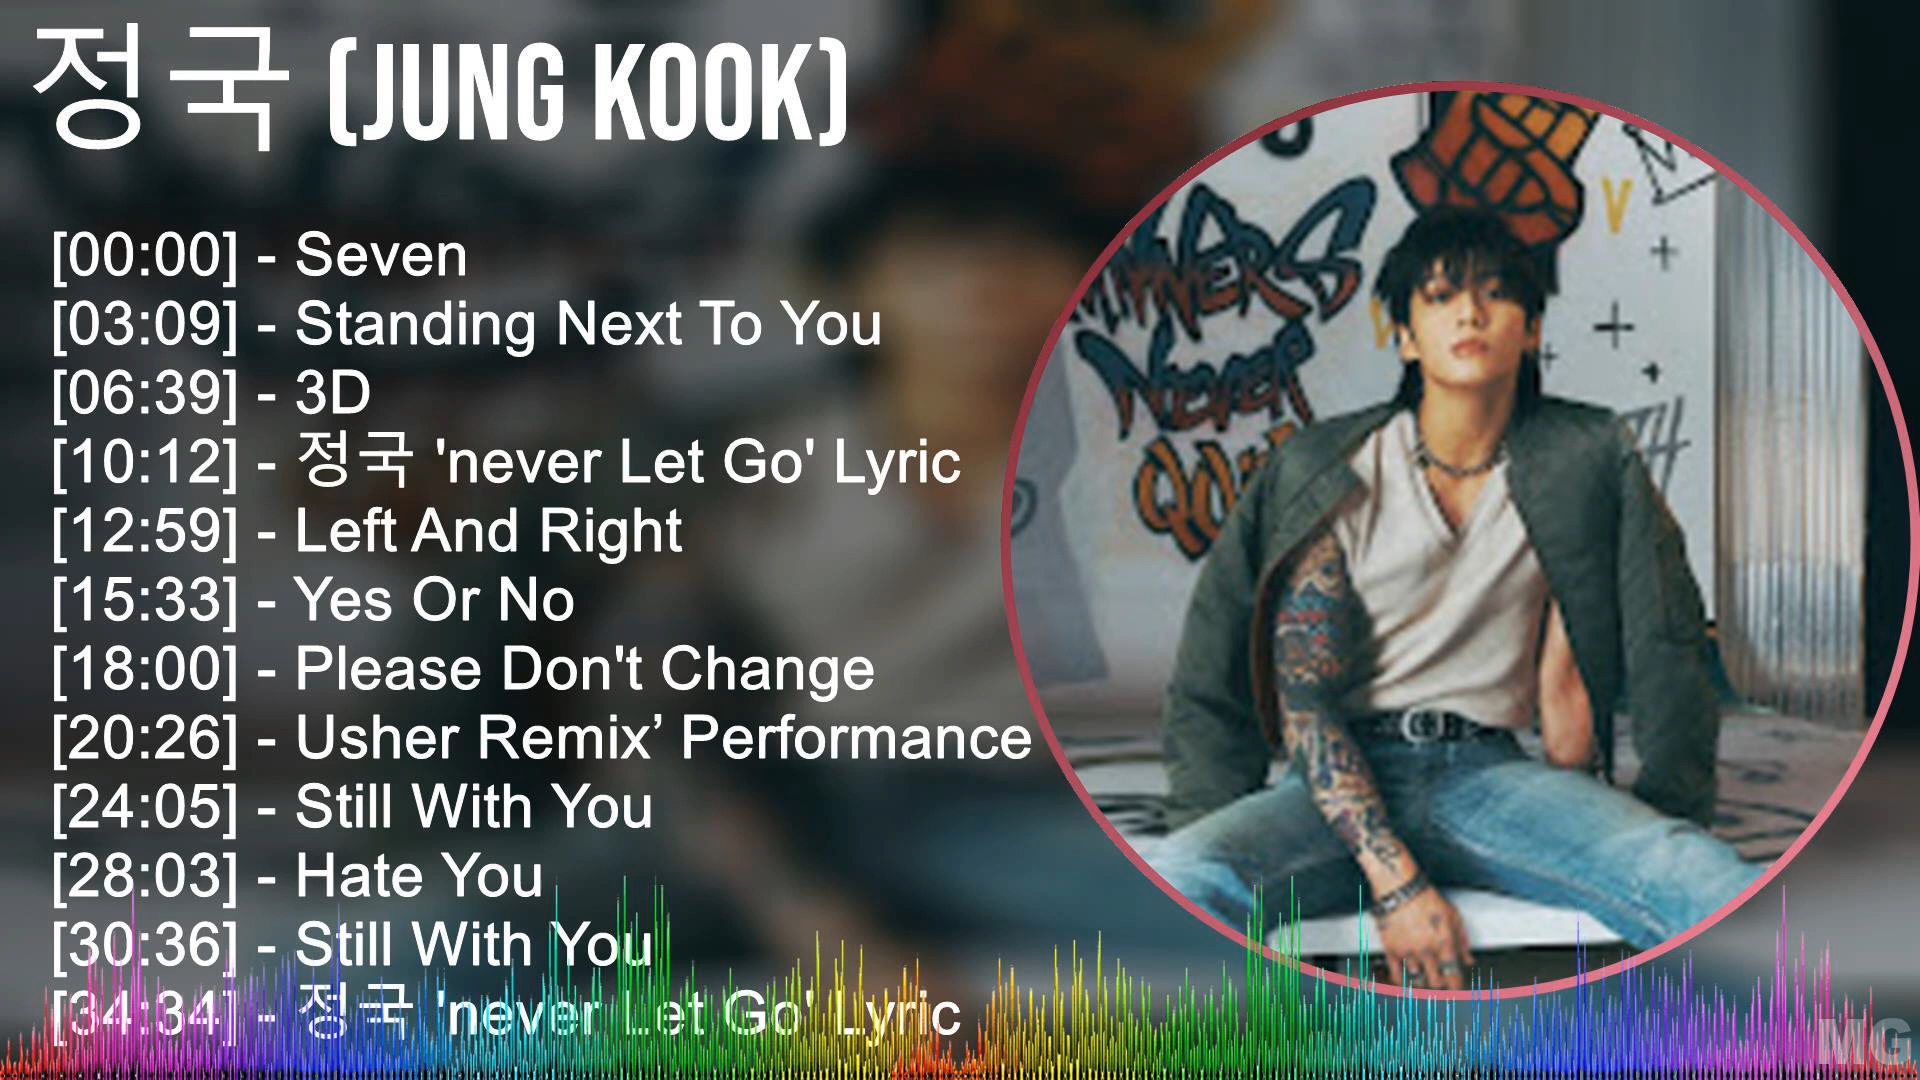 정국 (JUNG KOOK)
[00:00] - Seven
[03:09] - Standing Next To You
[06:39] - 3D
[10:12] - 정국 'never Let Go' Lyric
[12:59] - Left And Right
[15:33] - Yes Or No
[18:00] - Please Don't Change
[20:26] - Usher Remix’ Performance
[24:05] - Still With You
[28:03] - Hate You
[30:36] - Still With You
[34:34] - 정국 'never Let Go' Lyric
V
NEVER
MG